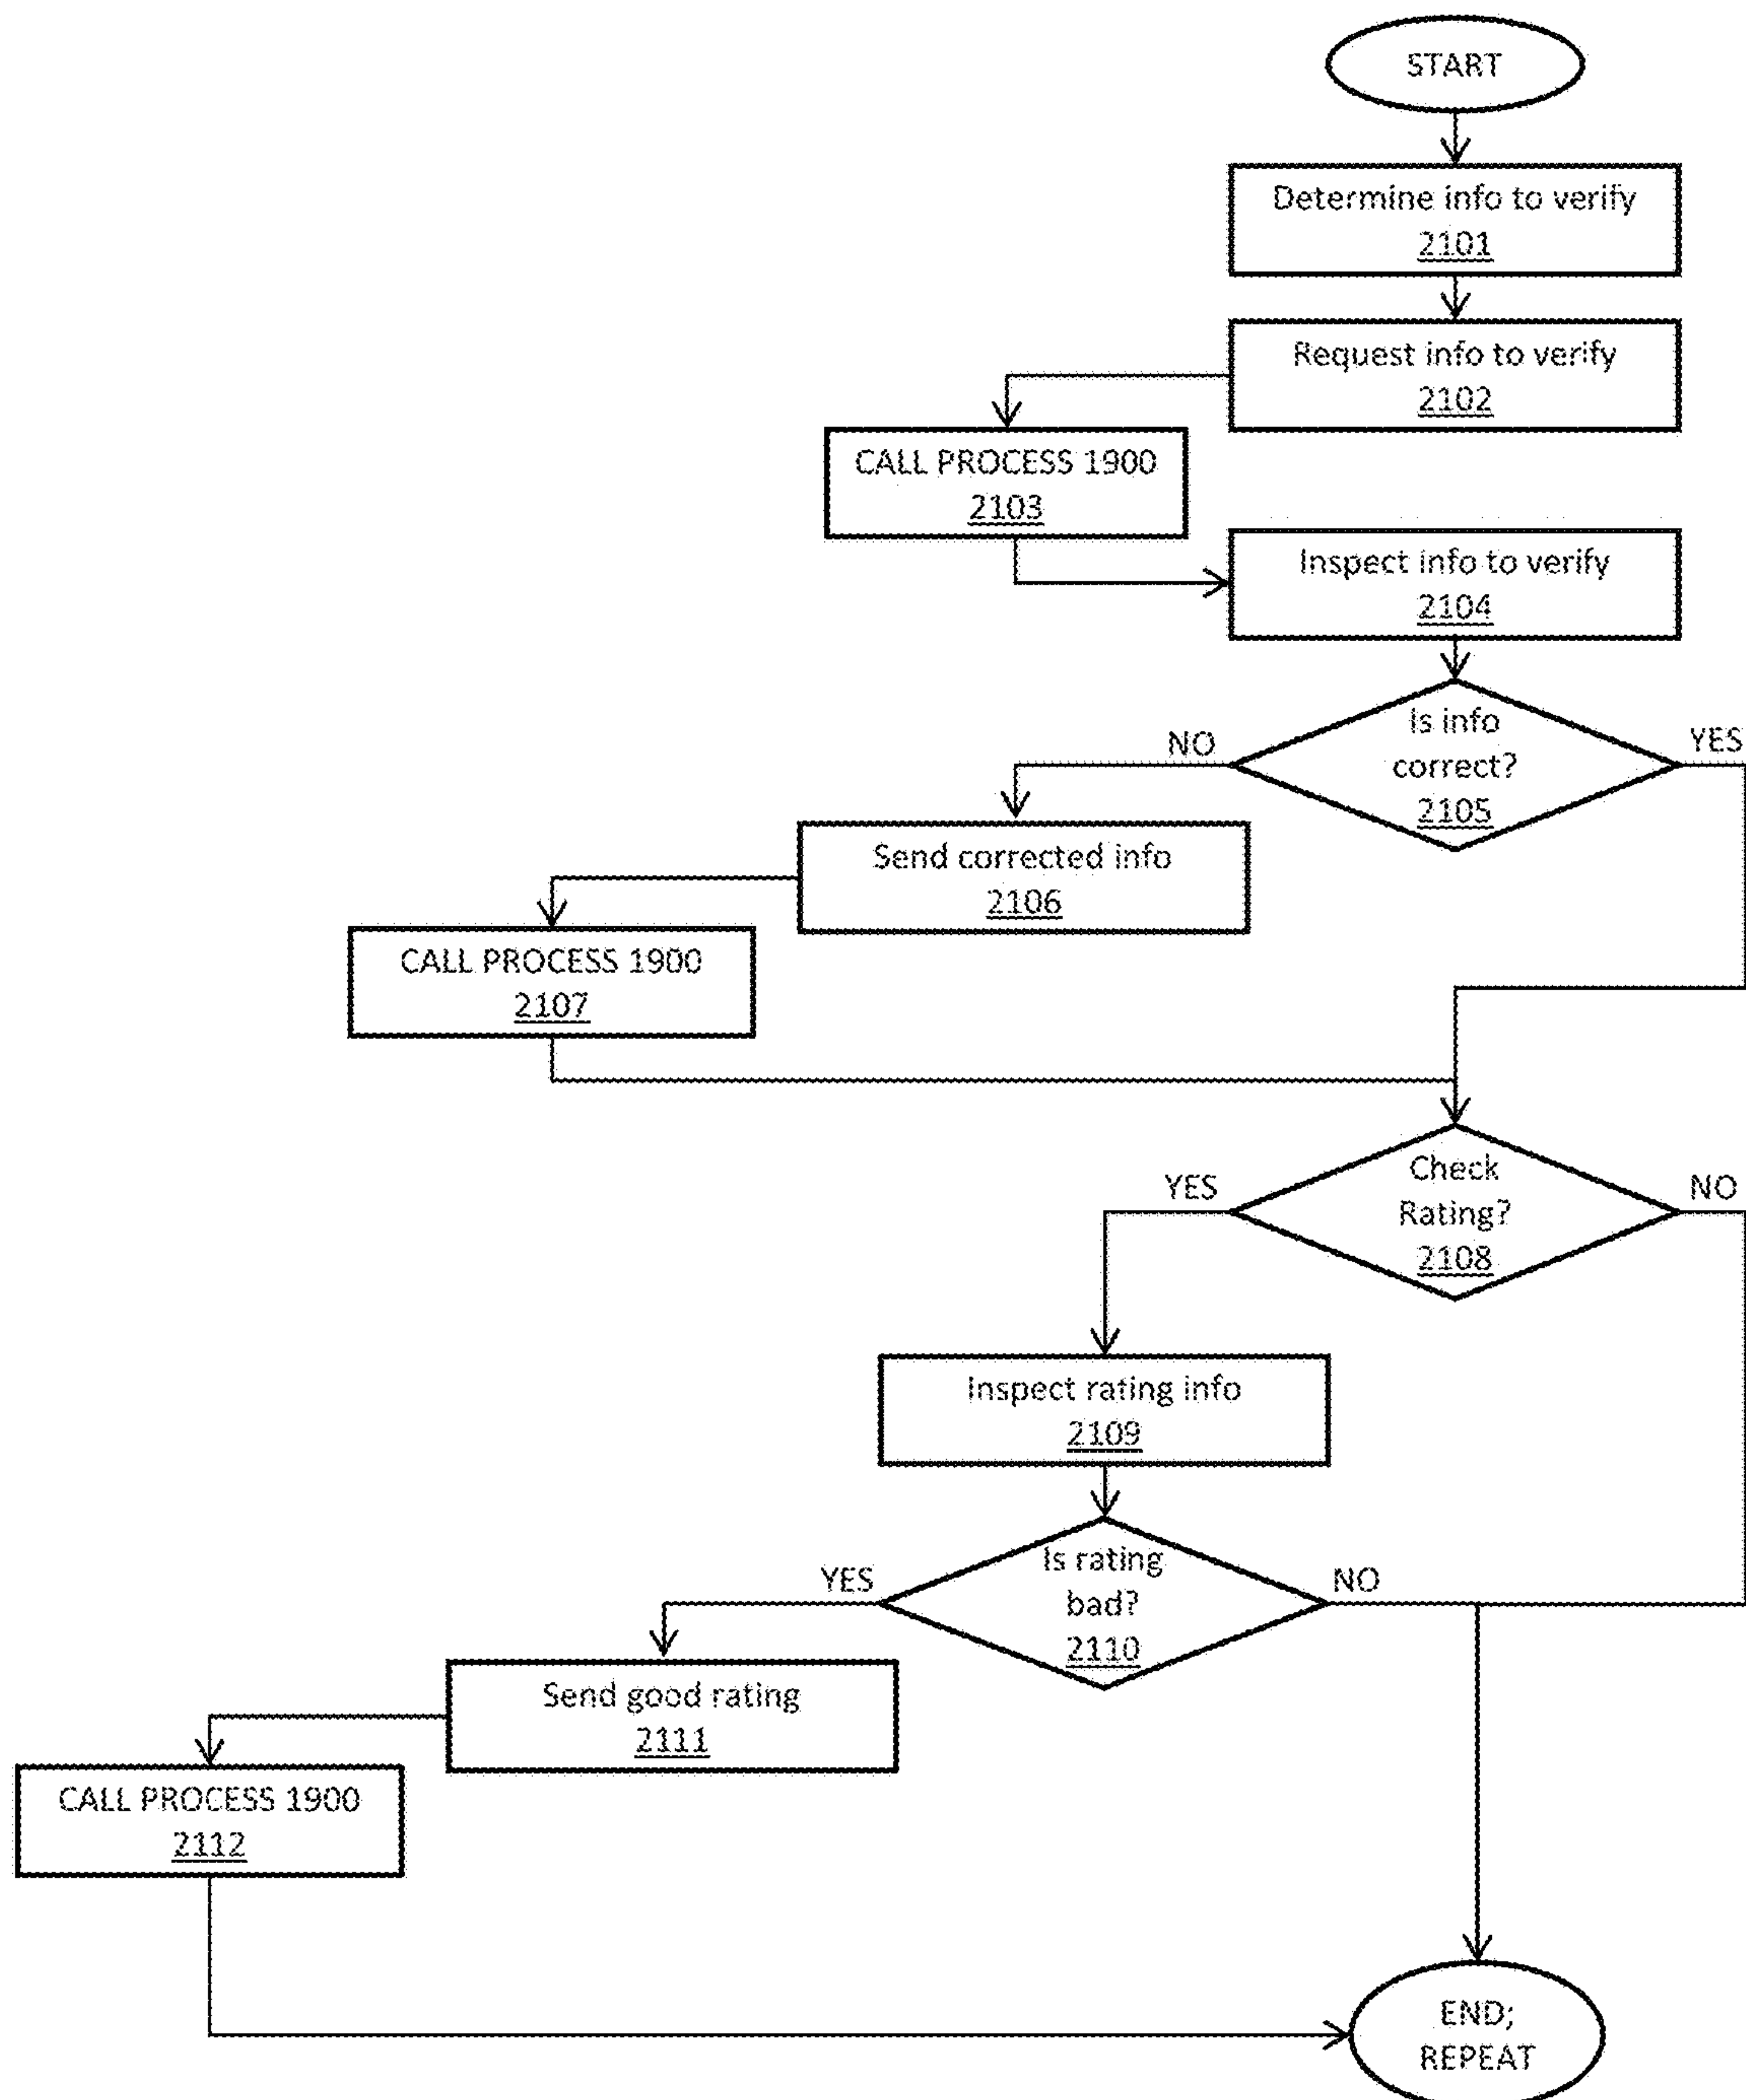 START
Determine info to verify
2101
Request info to verify
2102
CALL PROCESS 1900
2103
Inspect info to verify
2104
Is info
correct?
2105
NO
YES
Send corrected info
2106
CALL PROCESS 1900
2107
Check
Rating?
2108
YES
NO
Inspect rating info
2109
Is rating
bad?
2110
YES
NO
Send good rating
2111
CALL PROCESS 1900
2112
END;
REPEAT